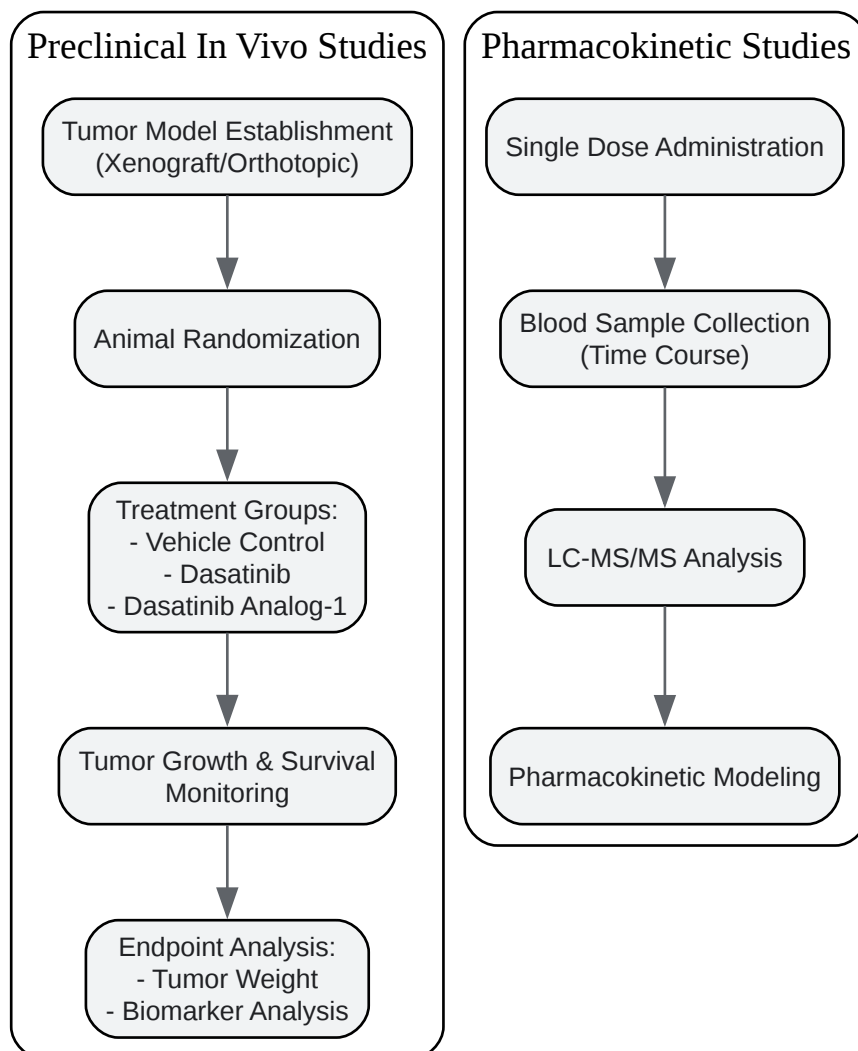 Preclinical In Vivo Studies
Tumor Model Establishment
(Xenograft/Orthotopic)
Animal Randomization
Treatment Groups:
- Vehicle Control
- Dasatinib
- Dasatinib Analog-1
Tumor Growth & Survival
Monitoring
Endpoint Analysis:
- Tumor Weight
- Biomarker Analysis
Pharmacokinetic Studies
Single Dose Administration
Blood Sample Collection
(Time Course)
LC-MS/MS Analysis
Pharmacokinetic Modeling